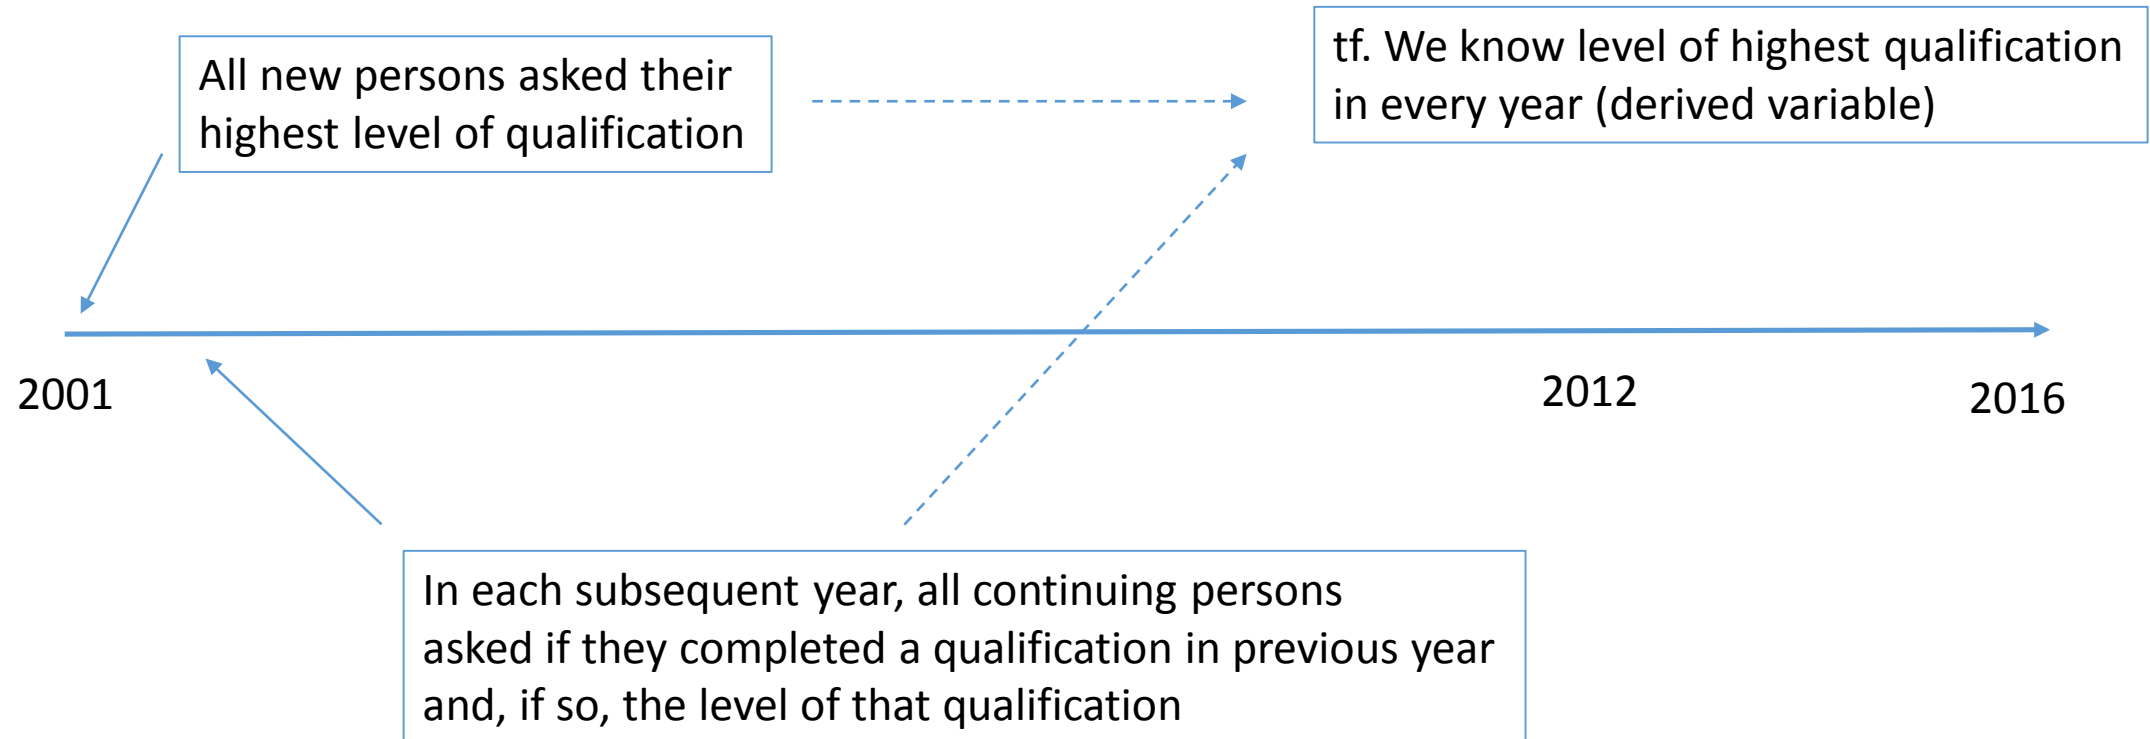 All new persons asked their
highest level of qualification
tf. We know level of highest qualification
in every year (derived variable)
2001
2012
2016
In each subsequent year, all continuing persons
asked if they completed a qualification in previous year
and, if so, the level of that qualification